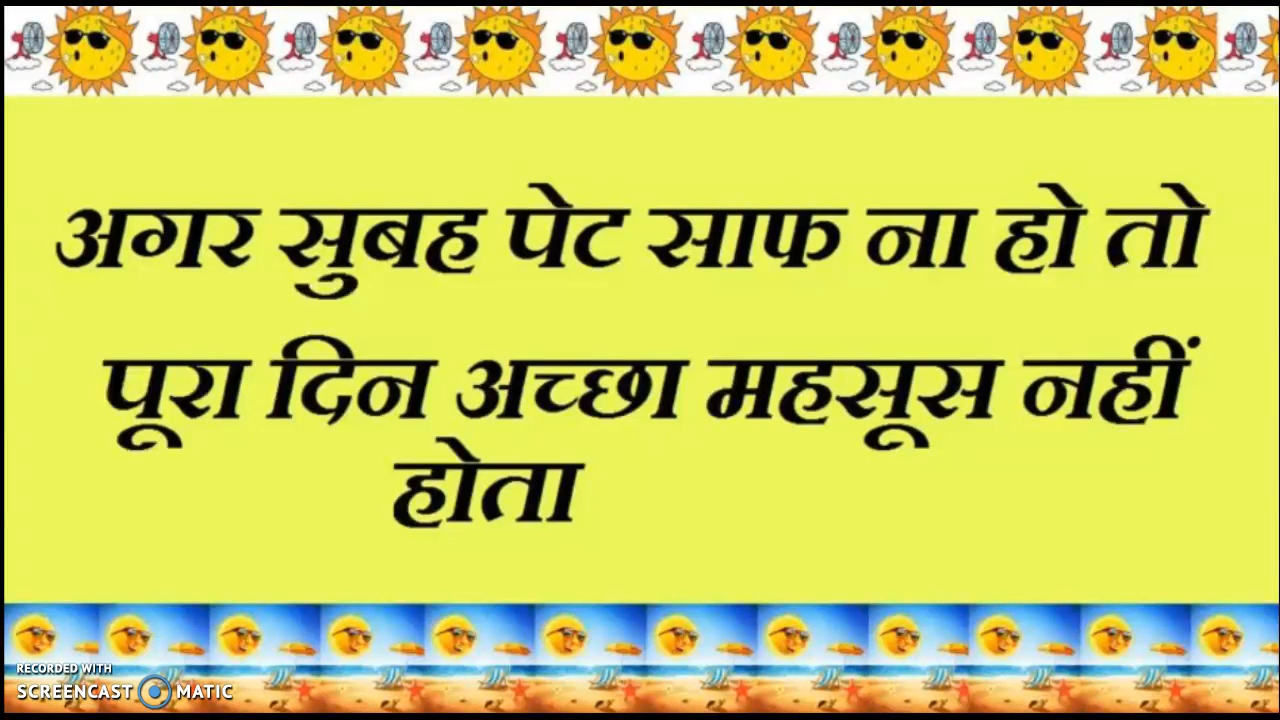 अगर सुबह पेट साफ ना हो तो
पूरा दिन अच्छा महसूस नहीं
होता
RECORDED WITH
SCREENCAST MATIC